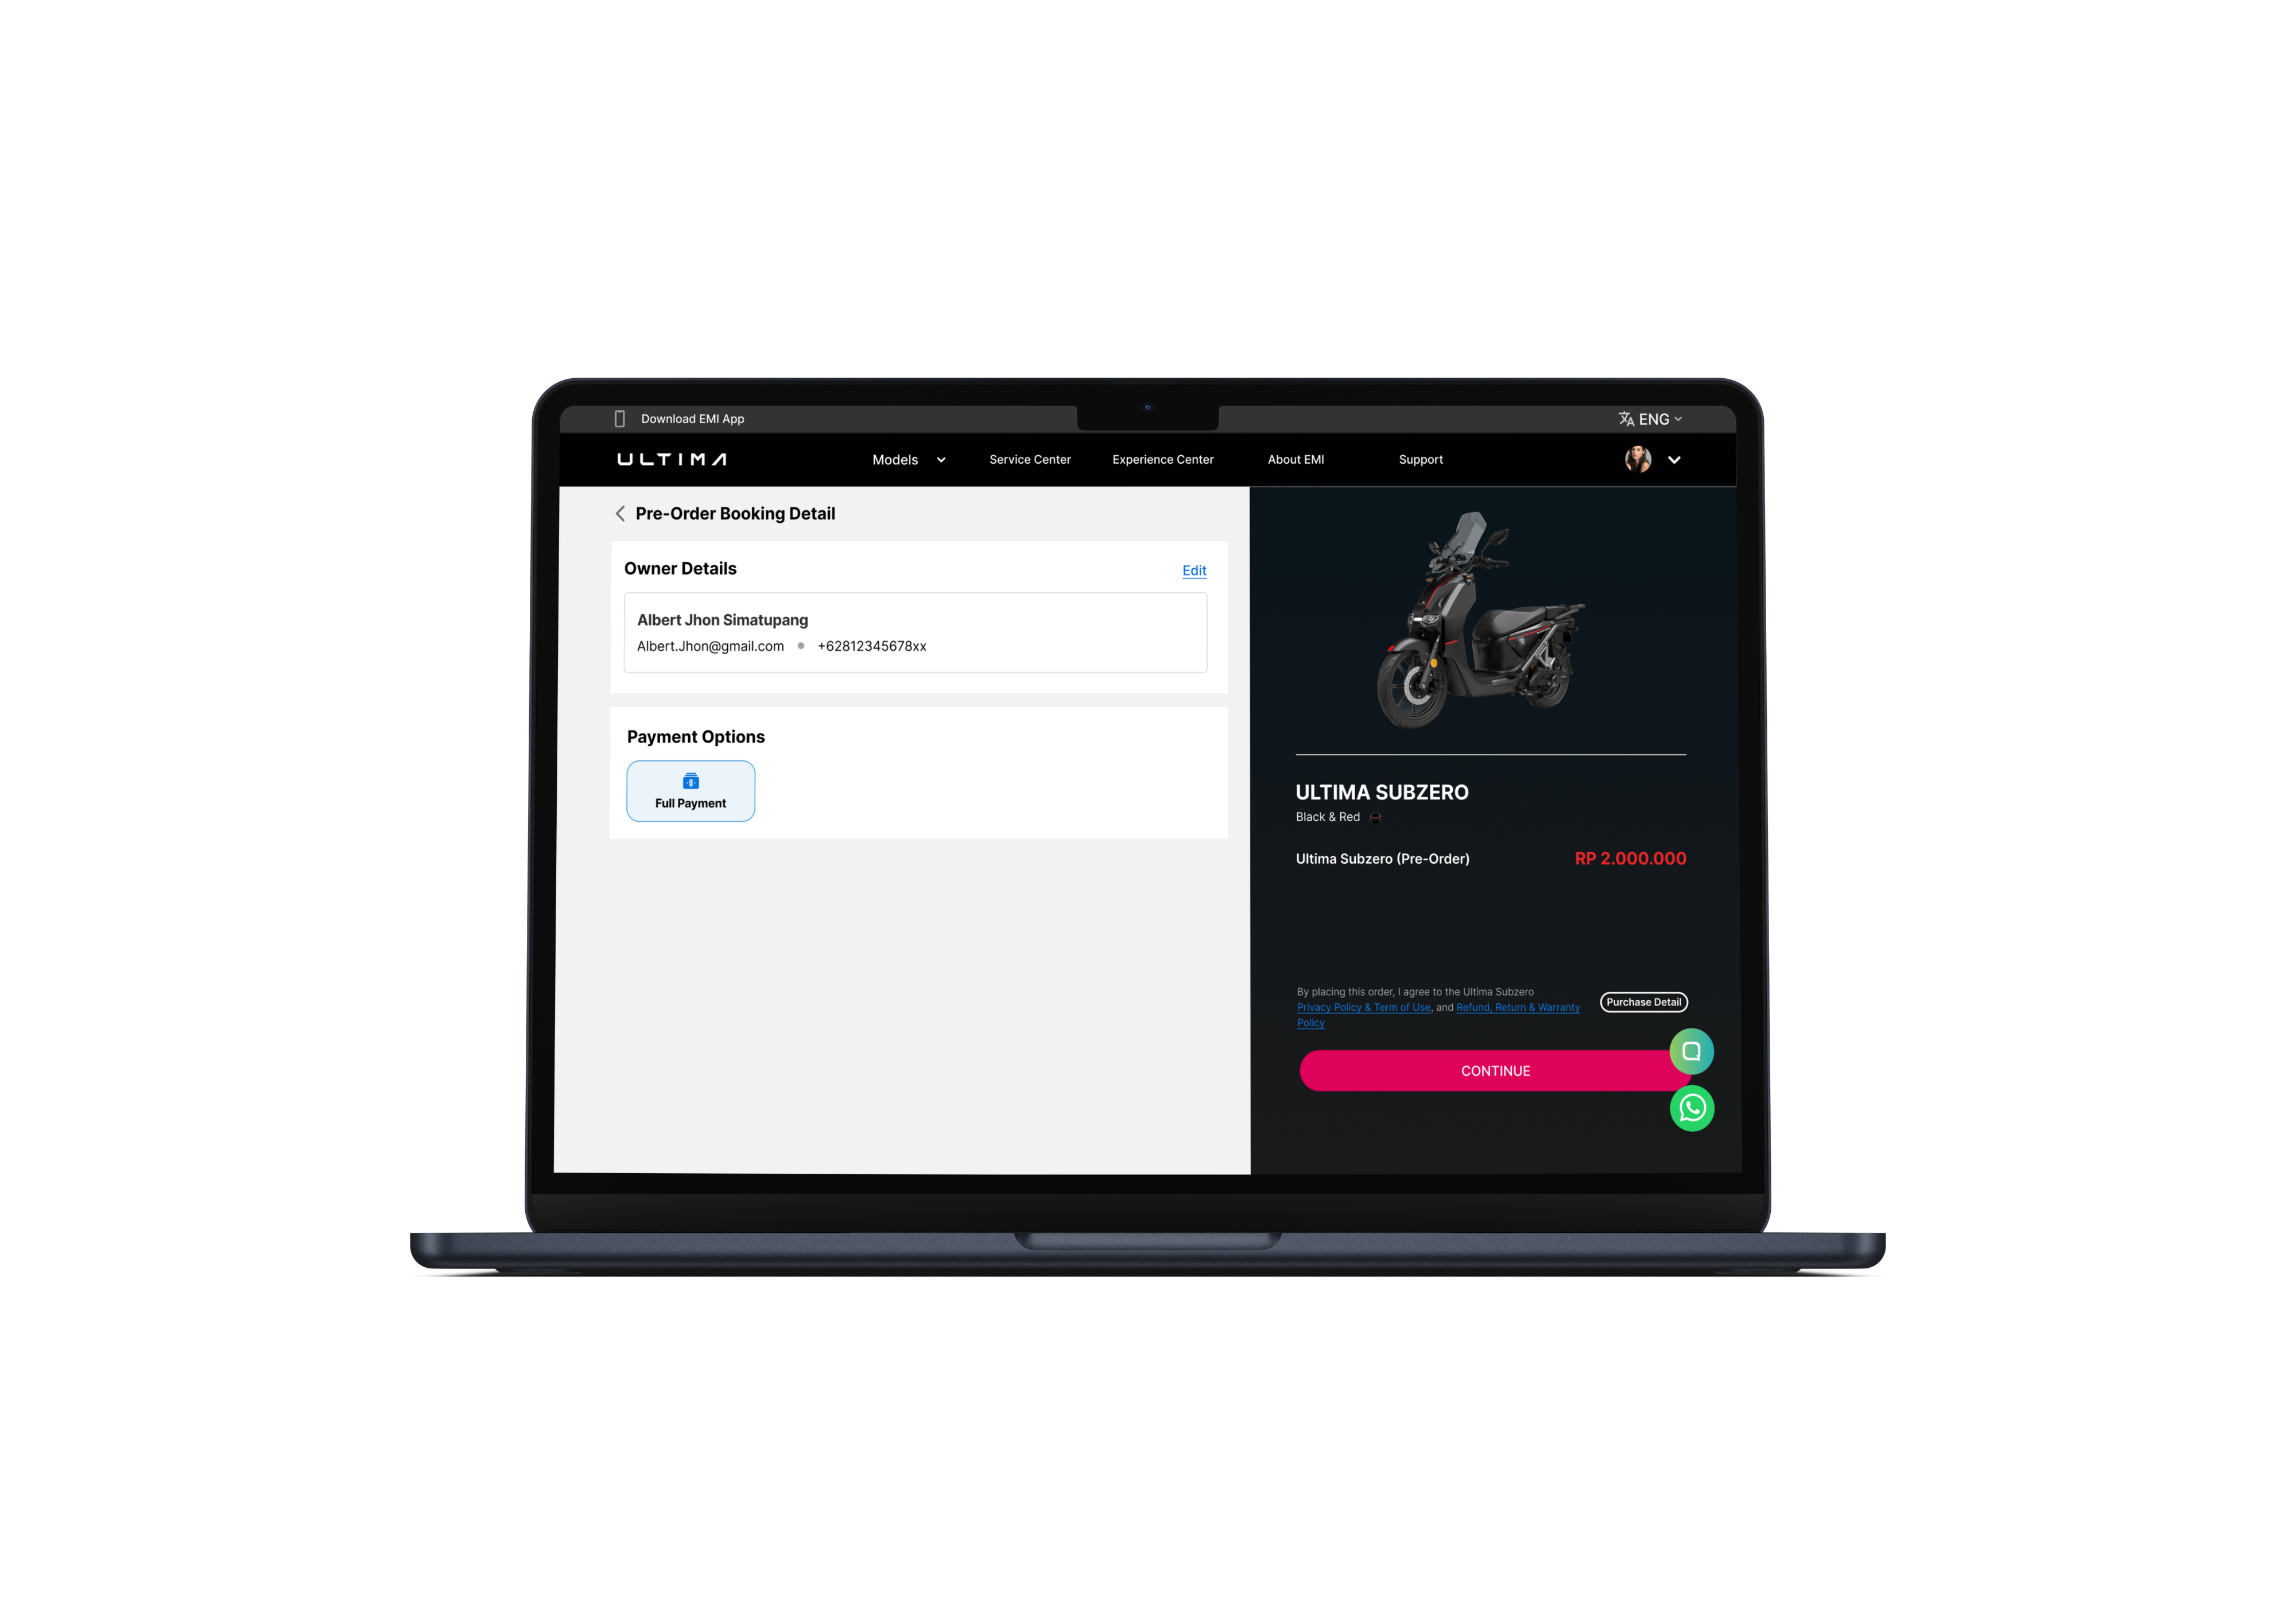 Download EMI App
ENG
ULTIMA
Models
Service Center
Experience Center
About EMI
Support
Pre-Order Booking Detail
Owner Details
Edit
Albert Jhon Simatupang
Albert.Jhon@gmail.com
+62812345678xx
Payment Options
Full Payment
ULTIMA SUBZERO
Black & Red
Ultima Subzero (Pre-Order)
RP 2.000.000
By placing this order, I agree to the Ultima Subzero
Privacy Policy & Term of Use, and Refund, Return & Warranty
Policy
Purchase Detail
CONTINUE